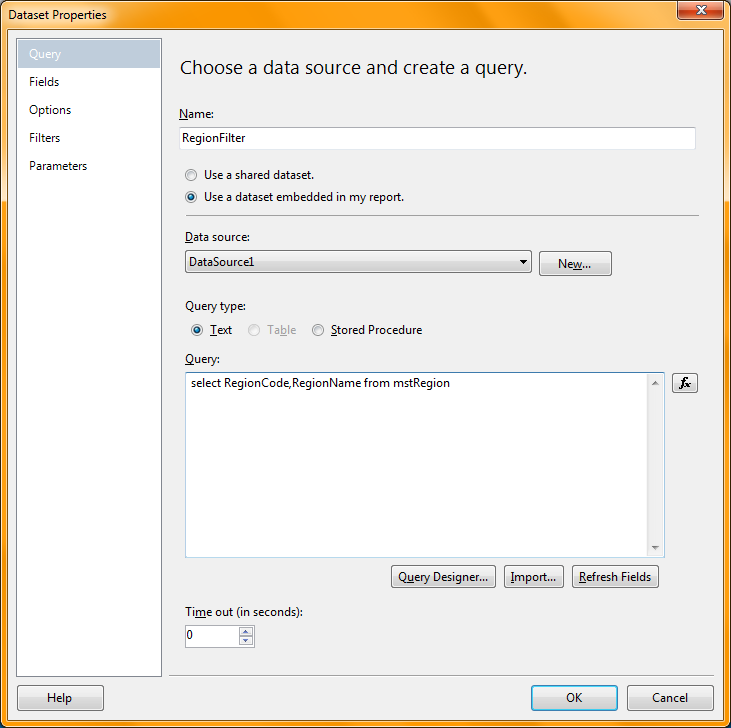 Dataset Properties
Query
Fields
Options
Filters
Parameters
Choose a data source and create a query.
Name:
RegionFilter
Use a shared dataset.
Use a dataset embedded in my report.
Data source:
DataSource1
New...
Query type:
Text Table Stored Procedure
Query:
select RegionCode,RegionName from mstRegion
fx
Query Designer... Import... Refresh Fields
Time out (in seconds):
0
Help OK Cancel